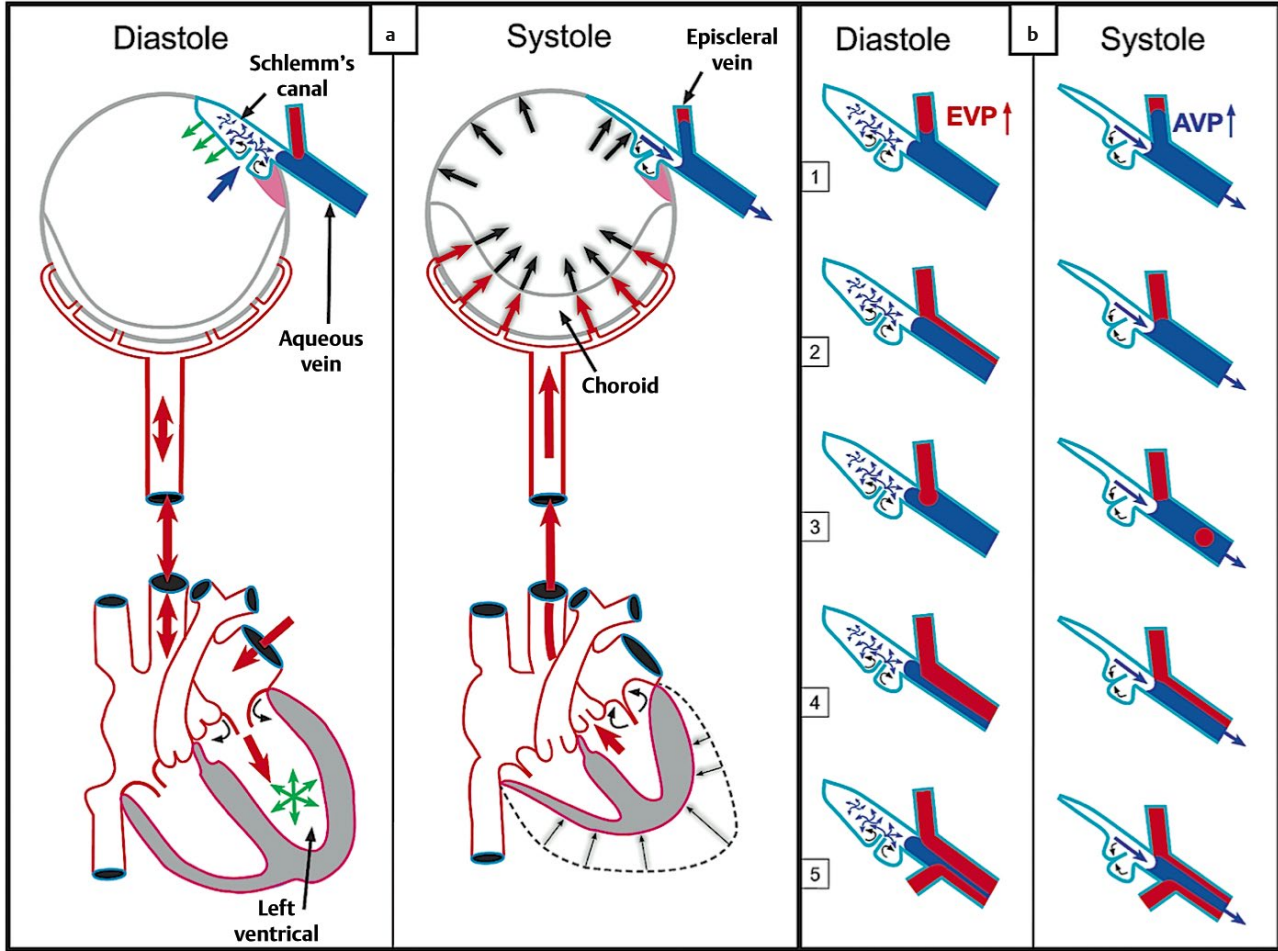 Diastole
a
Systole
Schlemm's
canal
Episcleral
vein
Aqueous
vein
Choroid
Left
ventrical
Diastole
b
Systole
EVP
AVP
1
2
3
4
5